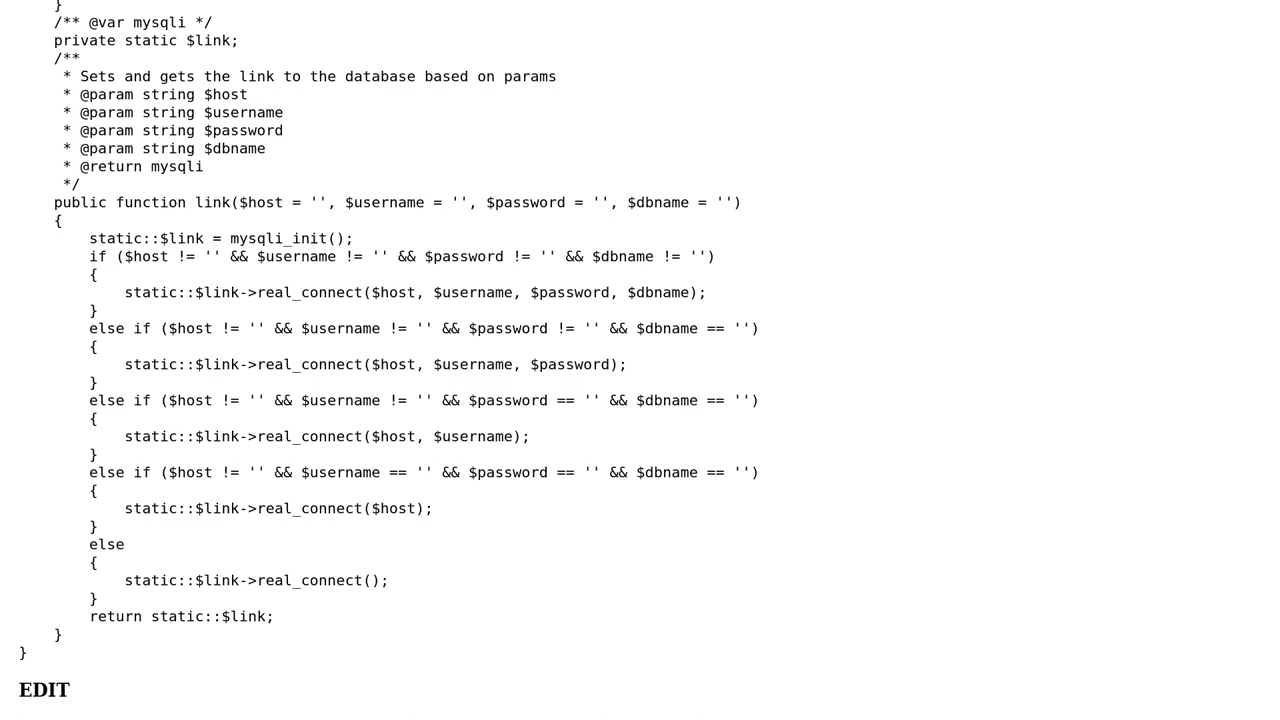 }
/** @var mysqli */
private static $link;
/**
* Sets and gets the link to the database based on params
* @param string $host
* @param string $username
* @param string $password
* @param string $dbname
* @return mysqli
*/
public function link($host = '', $username = '', $password = '', $dbname = '')
{
static::$link = mysqli_init();
if ($host != '' && $username != '' && $password != '' && $dbname != '')
{
static::$link->real_connect($host, $username, $password, $dbname);
}
else if ($host != '' && $username != '' && $password != '' && $dbname == '')
{
static::$link->real_connect($host, $username, $password);
}
else if ($host != '' && $username != '' && $password == '' && $dbname == '')
{
static::$link->real_connect($host, $username);
}
else if ($host != '' && $username == '' && $password == '' && $dbname == '')
{
static::$link->real_connect($host);
}
else
{
static::$link->real_connect();
}
return static::$link;
}
}
EDIT